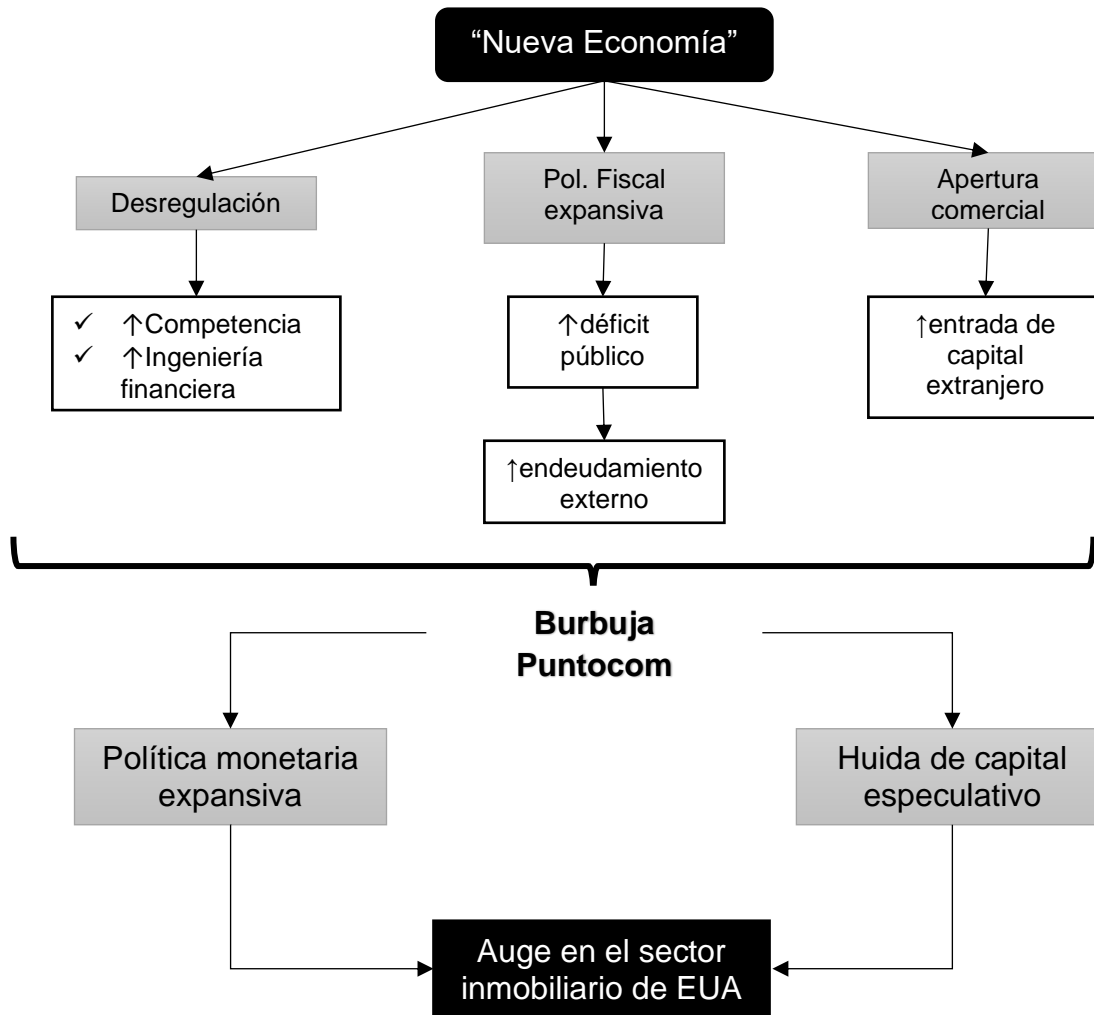 “Nueva Economía”
Desregulación
Pol. Fiscal
expansiva
Apertura
comercial
✓ ↑Competencia
✓ ↑Ingeniería
financiera
↑déficit
público
↑entrada de
capital
extranjero
↑endeudamiento
externo
Burbuja
Puntocom
Política monetaria
expansiva
Huida de capital
especulativo
Auge en el sector
inmobiliario de EUA